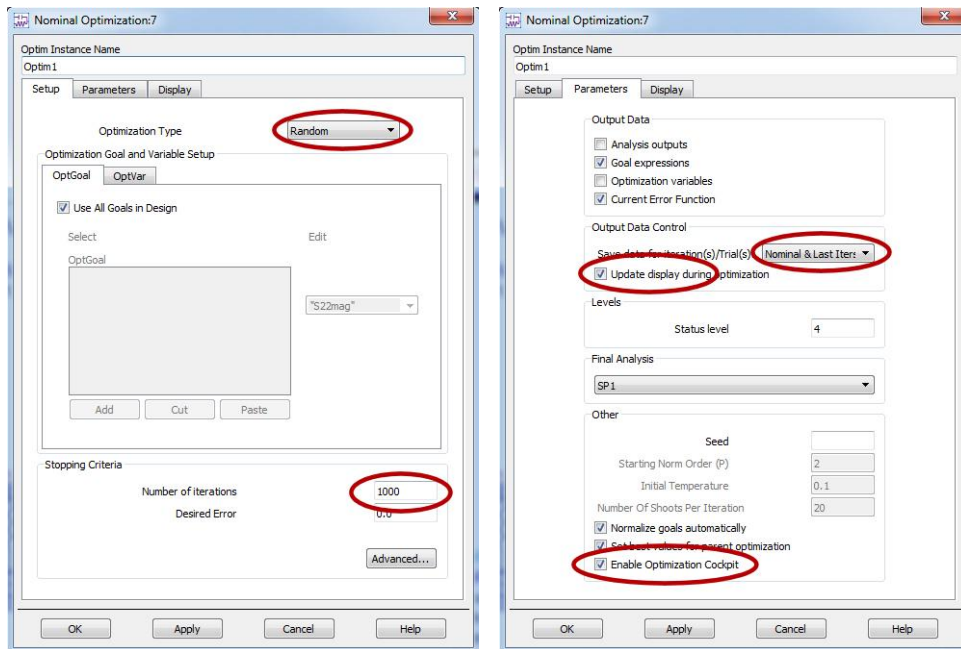 Nominal Optimization:7
Optim Instance Name
Optim1
Setup Parameters Display
Optimization Type Random
Optimization Goal and Variable Setup
OptGoal OptVar
Use All Goals in Design
Select Edit
OptGoal
"S22mag"
Add Cut Paste
Stopping Criteria
Number of iterations 1000
Desired Error 0.0
Advanced...
OK Apply Cancel Help
Nominal Optimization:7
Optim Instance Name
Optim1
Setup Parameters Display
Output Data
Analysis outputs
Goal expressions
Optimization variables
Current Error Function
Output Data Control
Save data for iteration(s)/Trial(s) Nominal & Last Iters
Update display during optimization
Levels
Status level 4
Final Analysis
SP1
Other
Seed
Starting Norm Order (P) 2
Initial Temperature 0.1
Number Of Shoots Per Iteration 20
Normalize goals automatically
Set best values for parent optimization
Enable Optimization Cockpit
OK Apply Cancel Help